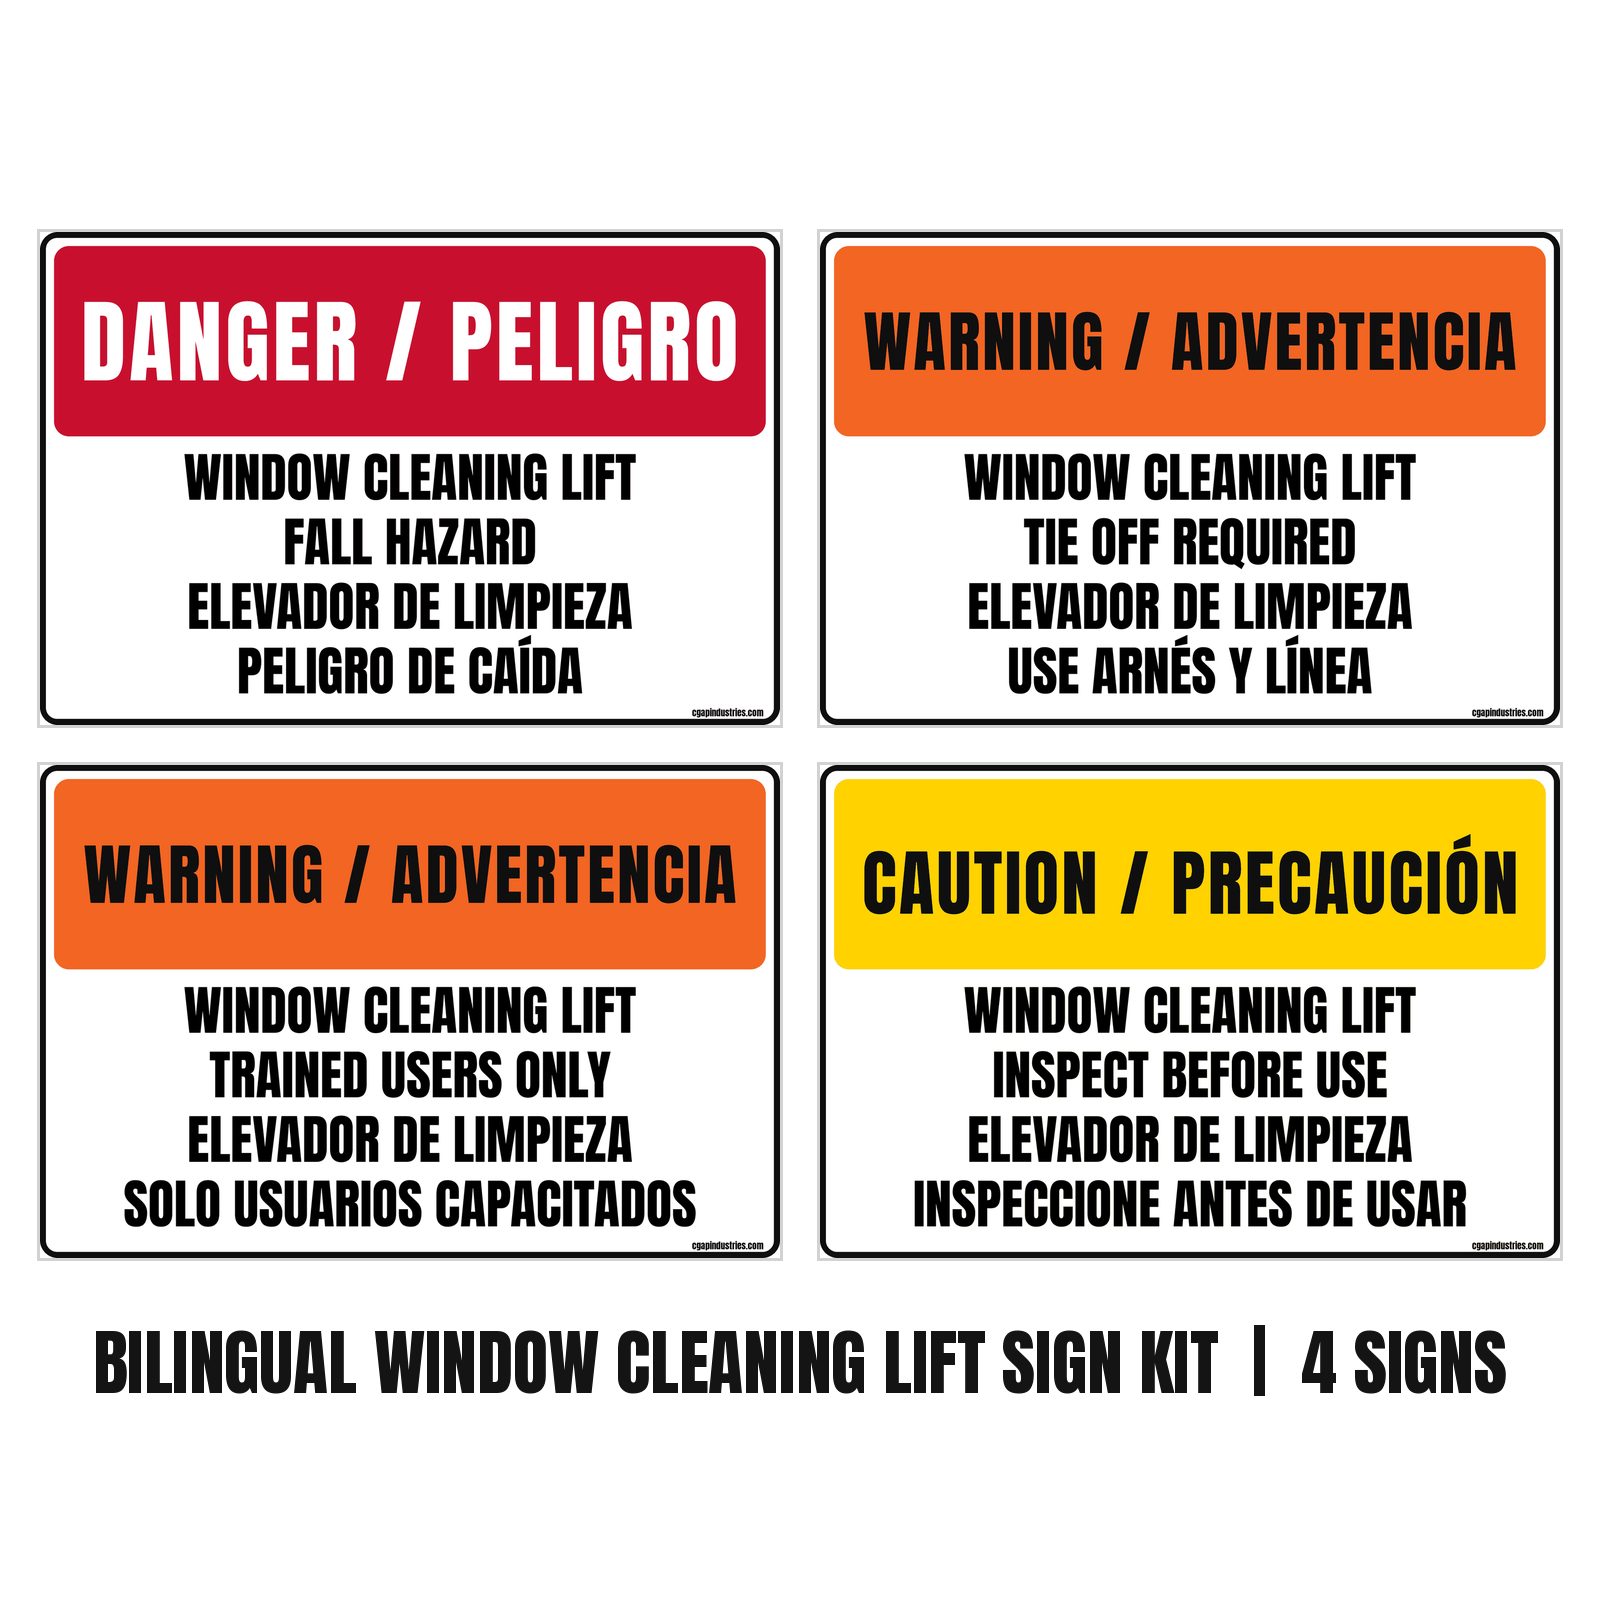 DANGER / PELIGRO
WINDOW CLEANING LIFT
FALL HAZARD
ELEVADOR DE LIMPIEZA
PELIGRO DE CAÍDA
cgapindustries.com
WARNING / ADVERTENCIA
WINDOW CLEANING LIFT
TIE OFF REQUIRED
ELEVADOR DE LIMPIEZA
USE ARNÉS Y LÍNEA
cgapindustries.com
WARNING / ADVERTENCIA
WINDOW CLEANING LIFT
TRAINED USERS ONLY
ELEVADOR DE LIMPIEZA
SOLO USUARIOS CAPACITADOS
cgapindustries.com
CAUTION / PRECAUCIÓN
WINDOW CLEANING LIFT
INSPECT BEFORE USE
ELEVADOR DE LIMPIEZA
INSPECCIONE ANTES DE USAR
cgapindustries.com
BILINGUAL WINDOW CLEANING LIFT SIGN KIT | 4 SIGNS